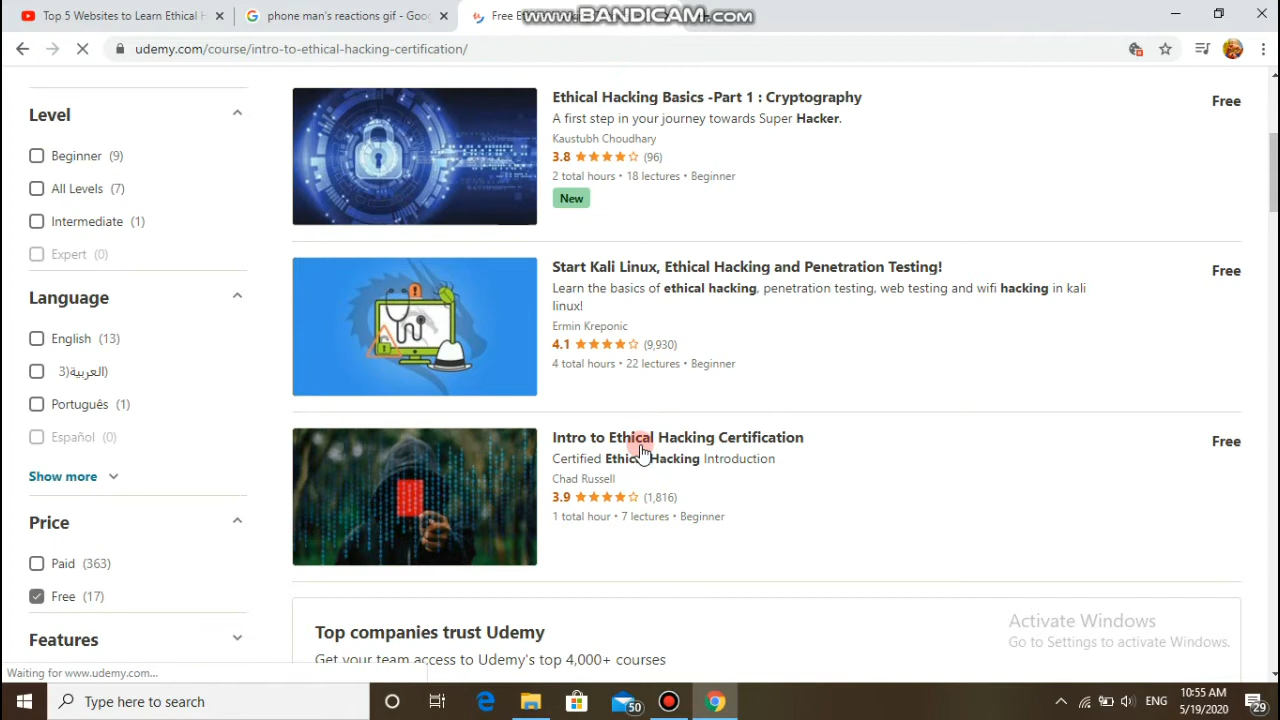 Top 5 Websites to Learn Ethical H
phone man's reactions gif - Goog
Free E
WWW.BANDICAM.COM
udemy.com/course/intro-to-ethical-hacking-certification/
Level
Beginner (9)
All Levels (7)
Intermediate (1)
Expert (0)
Language
English (13)
العربية(3
Português (1)
Español (0)
Show more
Price
Paid (363)
Free (17)
Features
Ethical Hacking Basics -Part 1 : Cryptography
Free
A first step in your journey towards Super Hacker.
Kaustubh Choudhary
3.8 (96)
2 total hours • 18 lectures • Beginner
New
Start Kali Linux, Ethical Hacking and Penetration Testing!
Free
Learn the basics of ethical hacking, penetration testing, web testing and wifi hacking in kali
linux!
Ermin Kreponic
4.1 (9,930)
4 total hours • 22 lectures • Beginner
Intro to Ethical Hacking Certification
Free
Certified Ethical Hacking Introduction
Chad Russell
3.9 (1,816)
1 total hour • 7 lectures • Beginner
Top companies trust Udemy
Get your team access to Udemy's top 4,000+ courses
Activate Windows
Go to Settings to activate Windows.
Waiting for www.udemy.com...
Type here to search
50
ENG
10:55 AM
5/19/2020
29